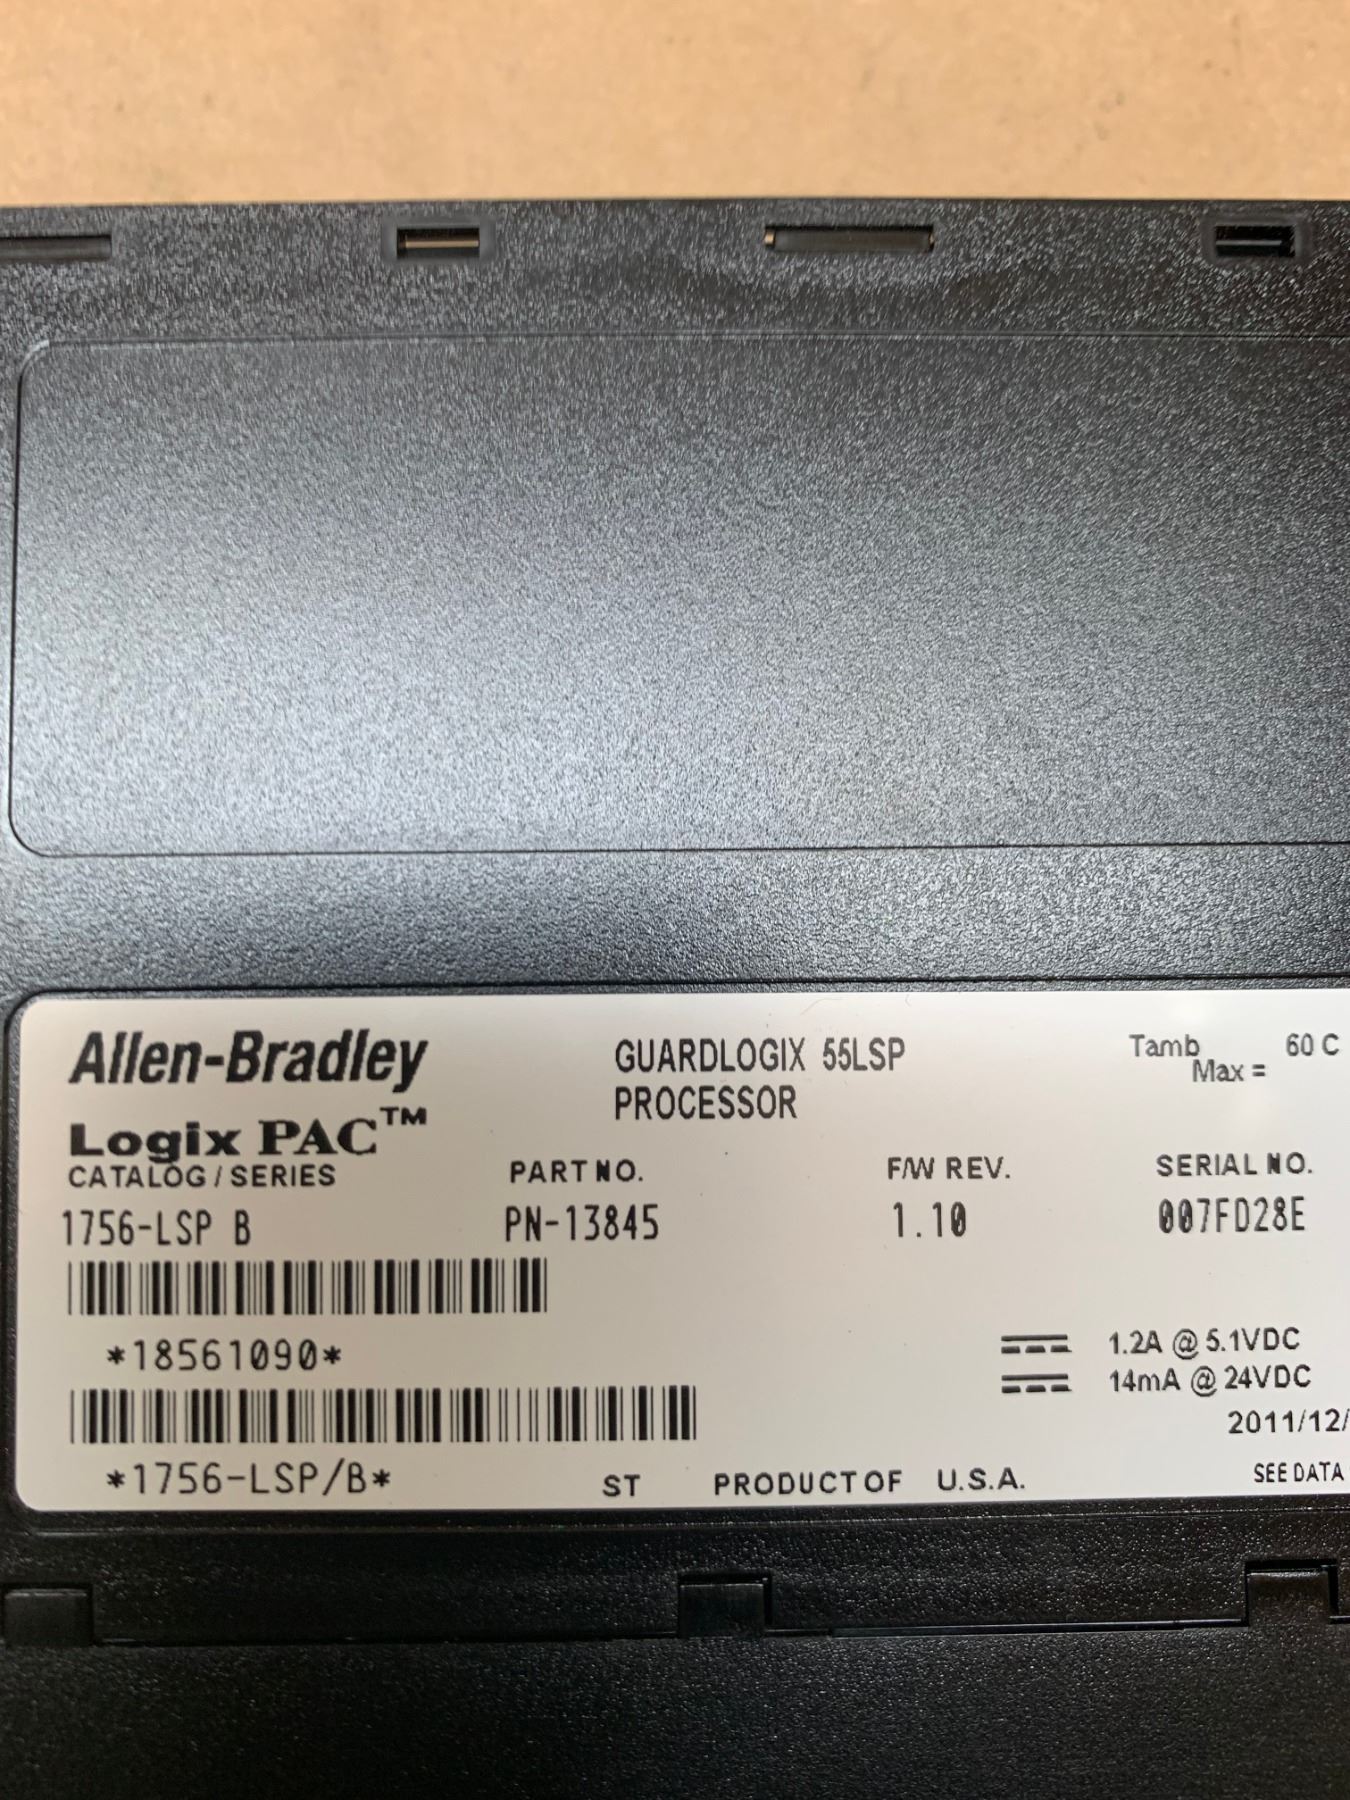 Allen-Bradley GUARDLOGIX 55LSP Tamb 60 C
Logix PAC™ PROCESSOR Max =
CATALOG / SERIES PART NO. F/W REV. SERIAL NO.
1756-LSP B PN-13845 1.10 007FD28E
*18561090* 1.2A @ 5.1VDC
14mA @ 24VDC
2011/12/
*1756-LSP/B* ST PRODUCT OF U.S.A. SEE DATA